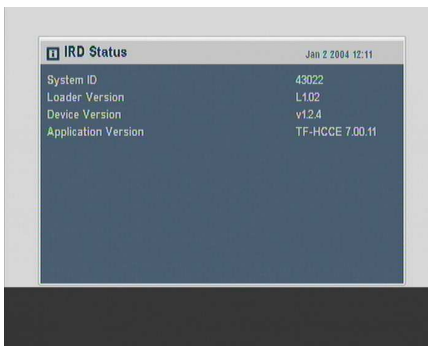 IRD Status
Jan 2 2004 12:11
System ID 43022
Loader Version L1.02
Device Version v1.2.4
Application Version TF-HCCE 7.00.11